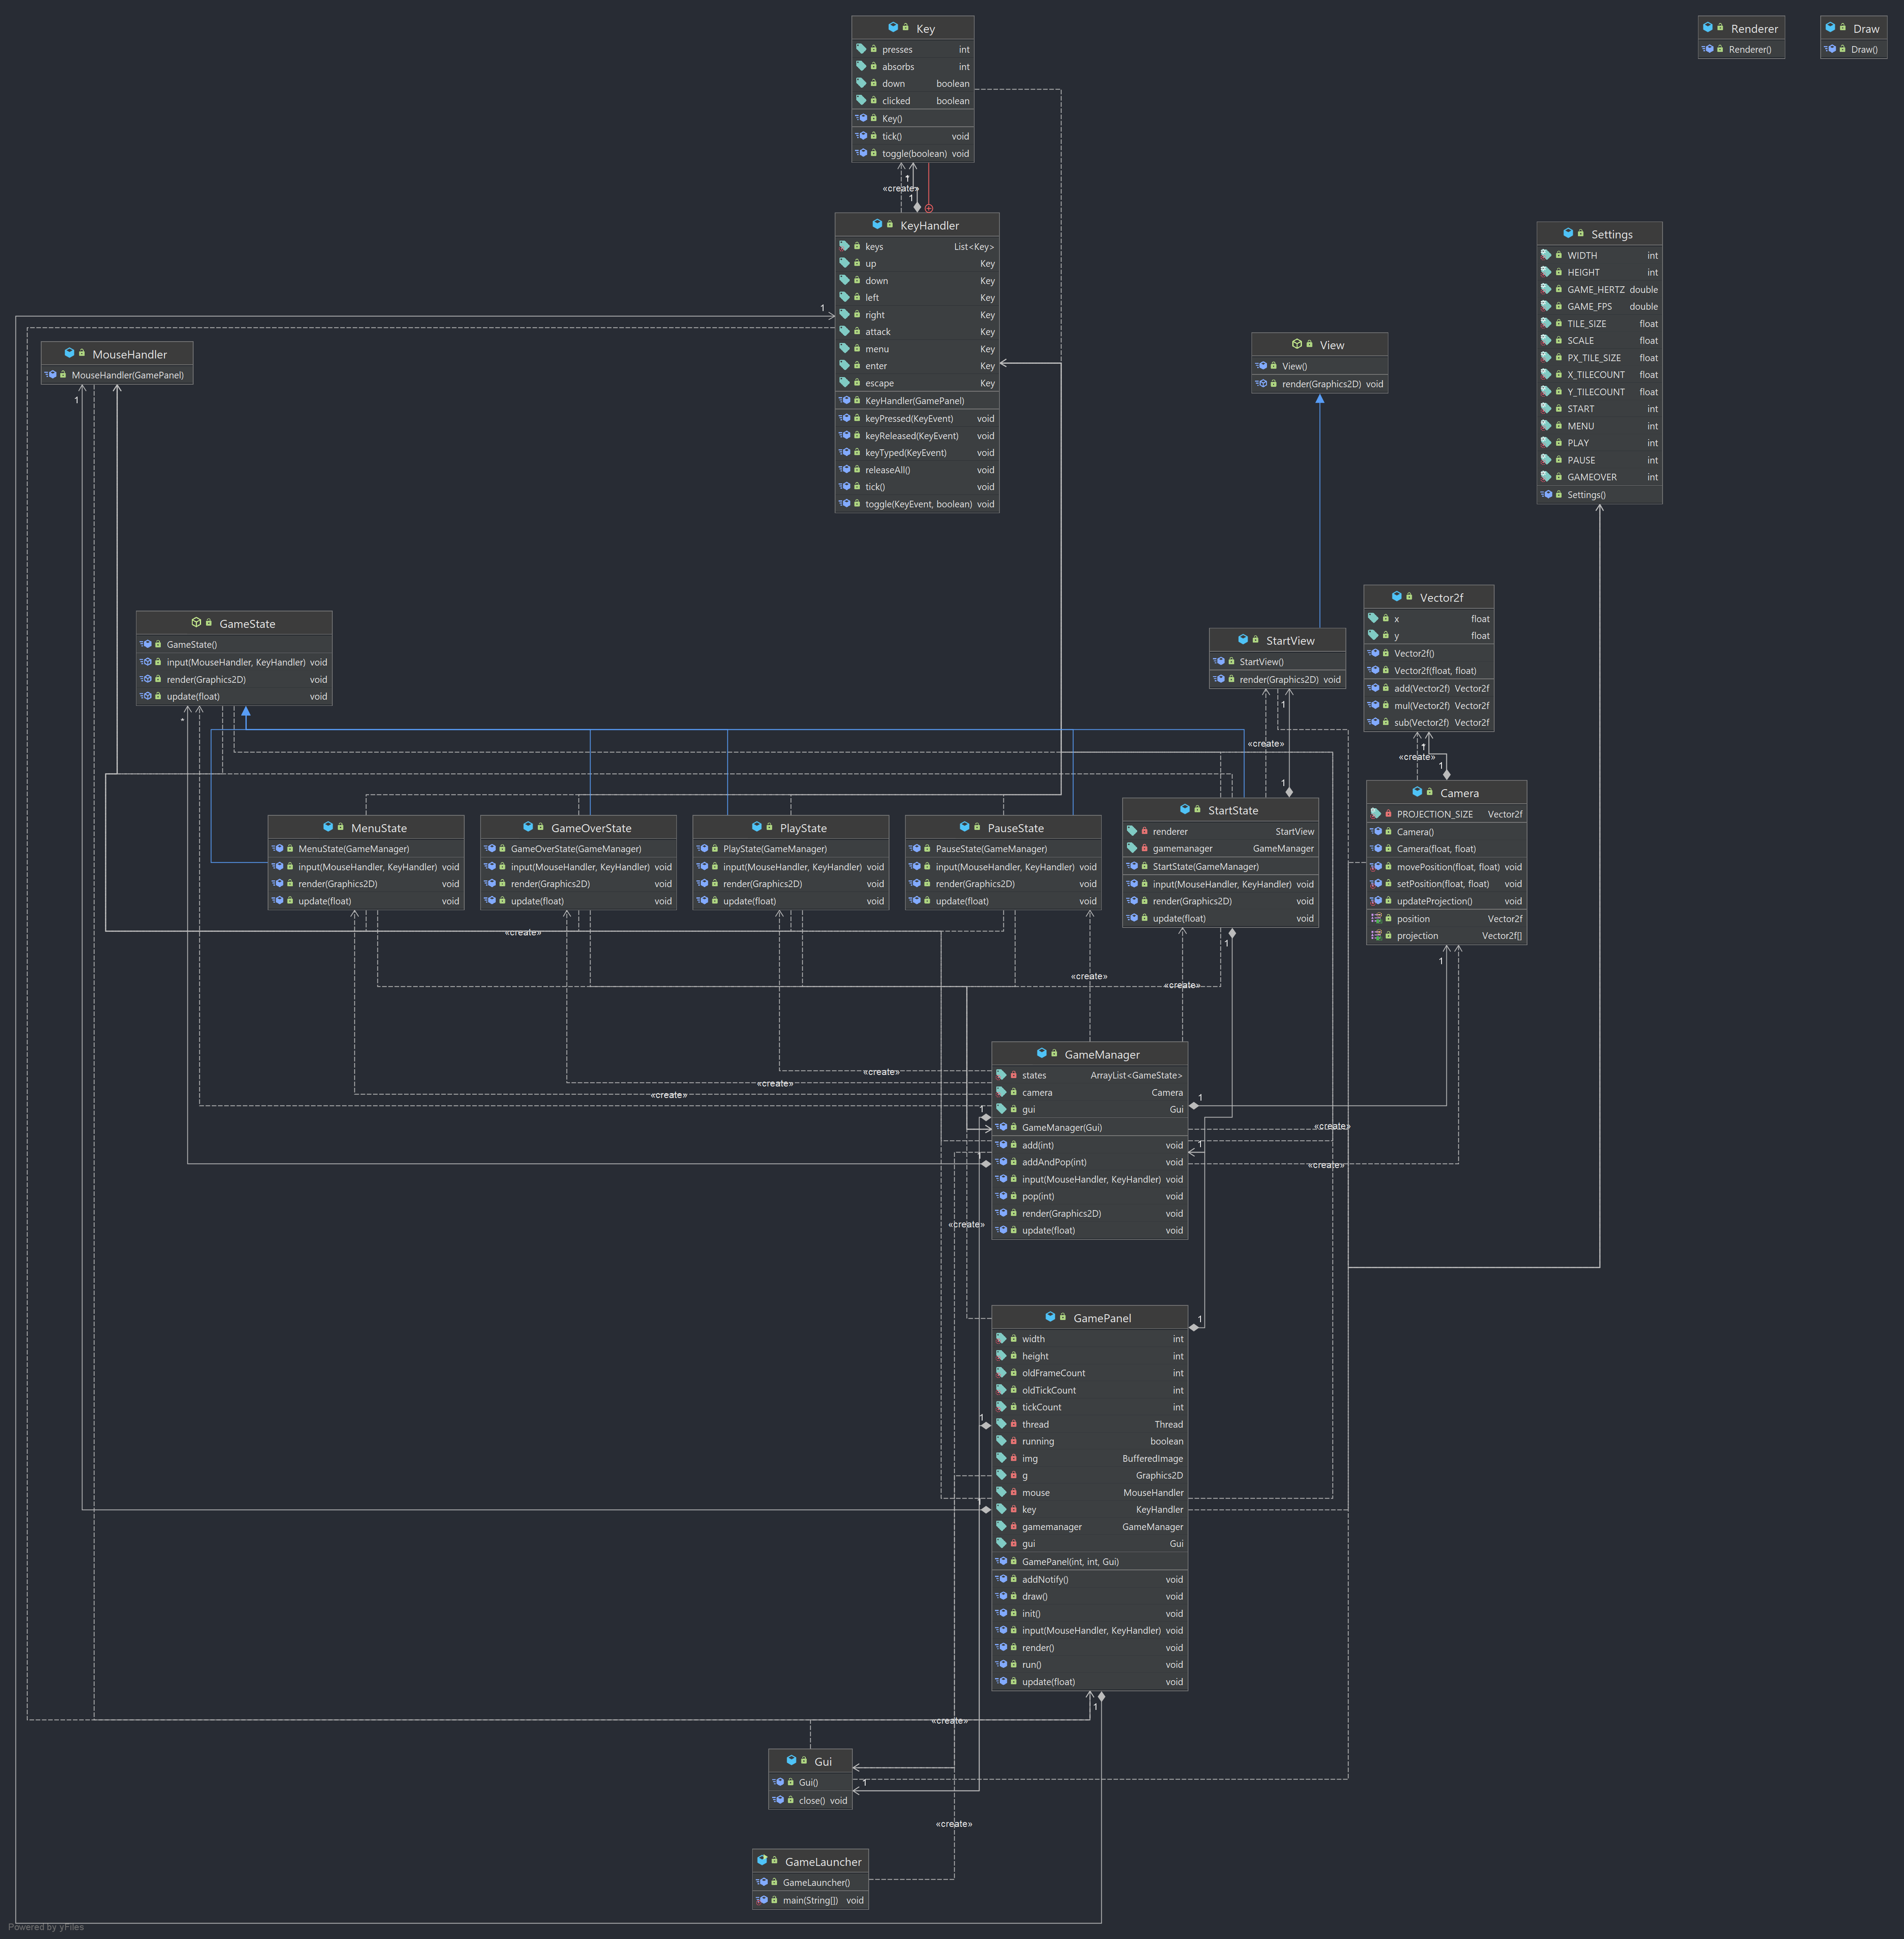 Key
presses int
absorbs int
down boolean
clicked boolean
Key()
tick() void
toggle(boolean) void
Renderer
Renderer()
Draw
Draw()
1
«create»
1
KeyHandler
keys List<Key>
up Key
down Key
left Key
right Key
attack Key
menu Key
enter Key
escape Key
KeyHandler(GamePanel)
keyPressed(KeyEvent) void
keyReleased(KeyEvent) void
keyTyped(KeyEvent) void
releaseAll() void
tick() void
toggle(KeyEvent, boolean) void
Settings
WIDTH int
HEIGHT int
GAME_HERTZ double
GAME_FPS double
TILE_SIZE float
SCALE float
PX_TILE_SIZE float
X_TILECOUNT float
Y_TILECOUNT float
START int
MENU int
PLAY int
PAUSE int
GAMEOVER int
Settings()
1
MouseHandler
MouseHandler(GamePanel)
1
View
View()
render(Graphics2D) void
Vector2f
x float
y float
Vector2f()
Vector2f(float, float)
add(Vector2f) Vector2f
mul(Vector2f) Vector2f
sub(Vector2f) Vector2f
GameState
GameState()
input(MouseHandler, KeyHandler) void
render(Graphics2D) void
update(float) void
StartView
StartView()
render(Graphics2D) void
*
1
«create»
1
«create»
1
1
Camera
PROJECTION_SIZE Vector2f
Camera()
Camera(float, float)
movePosition(float, float) void
setPosition(float, float) void
updateProjection() void
position Vector2f
projection Vector2f[]
MenuState
MenuState(GameManager)
input(MouseHandler, KeyHandler) void
render(Graphics2D) void
update(float) void
GameOverState
GameOverState(GameManager)
input(MouseHandler, KeyHandler) void
render(Graphics2D) void
update(float) void
PlayState
PlayState(GameManager)
input(MouseHandler, KeyHandler) void
render(Graphics2D) void
update(float) void
PauseState
PauseState(GameManager)
input(MouseHandler, KeyHandler) void
render(Graphics2D) void
update(float) void
StartState
renderer StartView
gamemanager GameManager
StartState(GameManager)
input(MouseHandler, KeyHandler) void
render(Graphics2D) void
update(float) void
«create»
1
1
«create»
«create»
GameManager
states ArrayList<GameState>
camera Camera
gui Gui
GameManager(Gui)
add(int) void
addAndPop(int) void
input(MouseHandler, KeyHandler) void
pop(int) void
render(Graphics2D) void
update(float) void
«create»
«create»
«create»
1
1
«create»
1
1
«create»
«create»
GamePanel
width int
height int
oldFrameCount int
oldTickCount int
tickCount int
thread Thread
running boolean
img BufferedImage
g Graphics2D
mouse MouseHandler
key KeyHandler
gamemanager GameManager
gui Gui
GamePanel(int, int, Gui)
addNotify() void
draw() void
init() void
input(MouseHandler, KeyHandler) void
render() void
run() void
update(float) void
1
1
1
1
«create»
Gui
Gui()
close() void
1
«create»
GameLauncher
GameLauncher()
main(String[]) void
Powered by yFiles